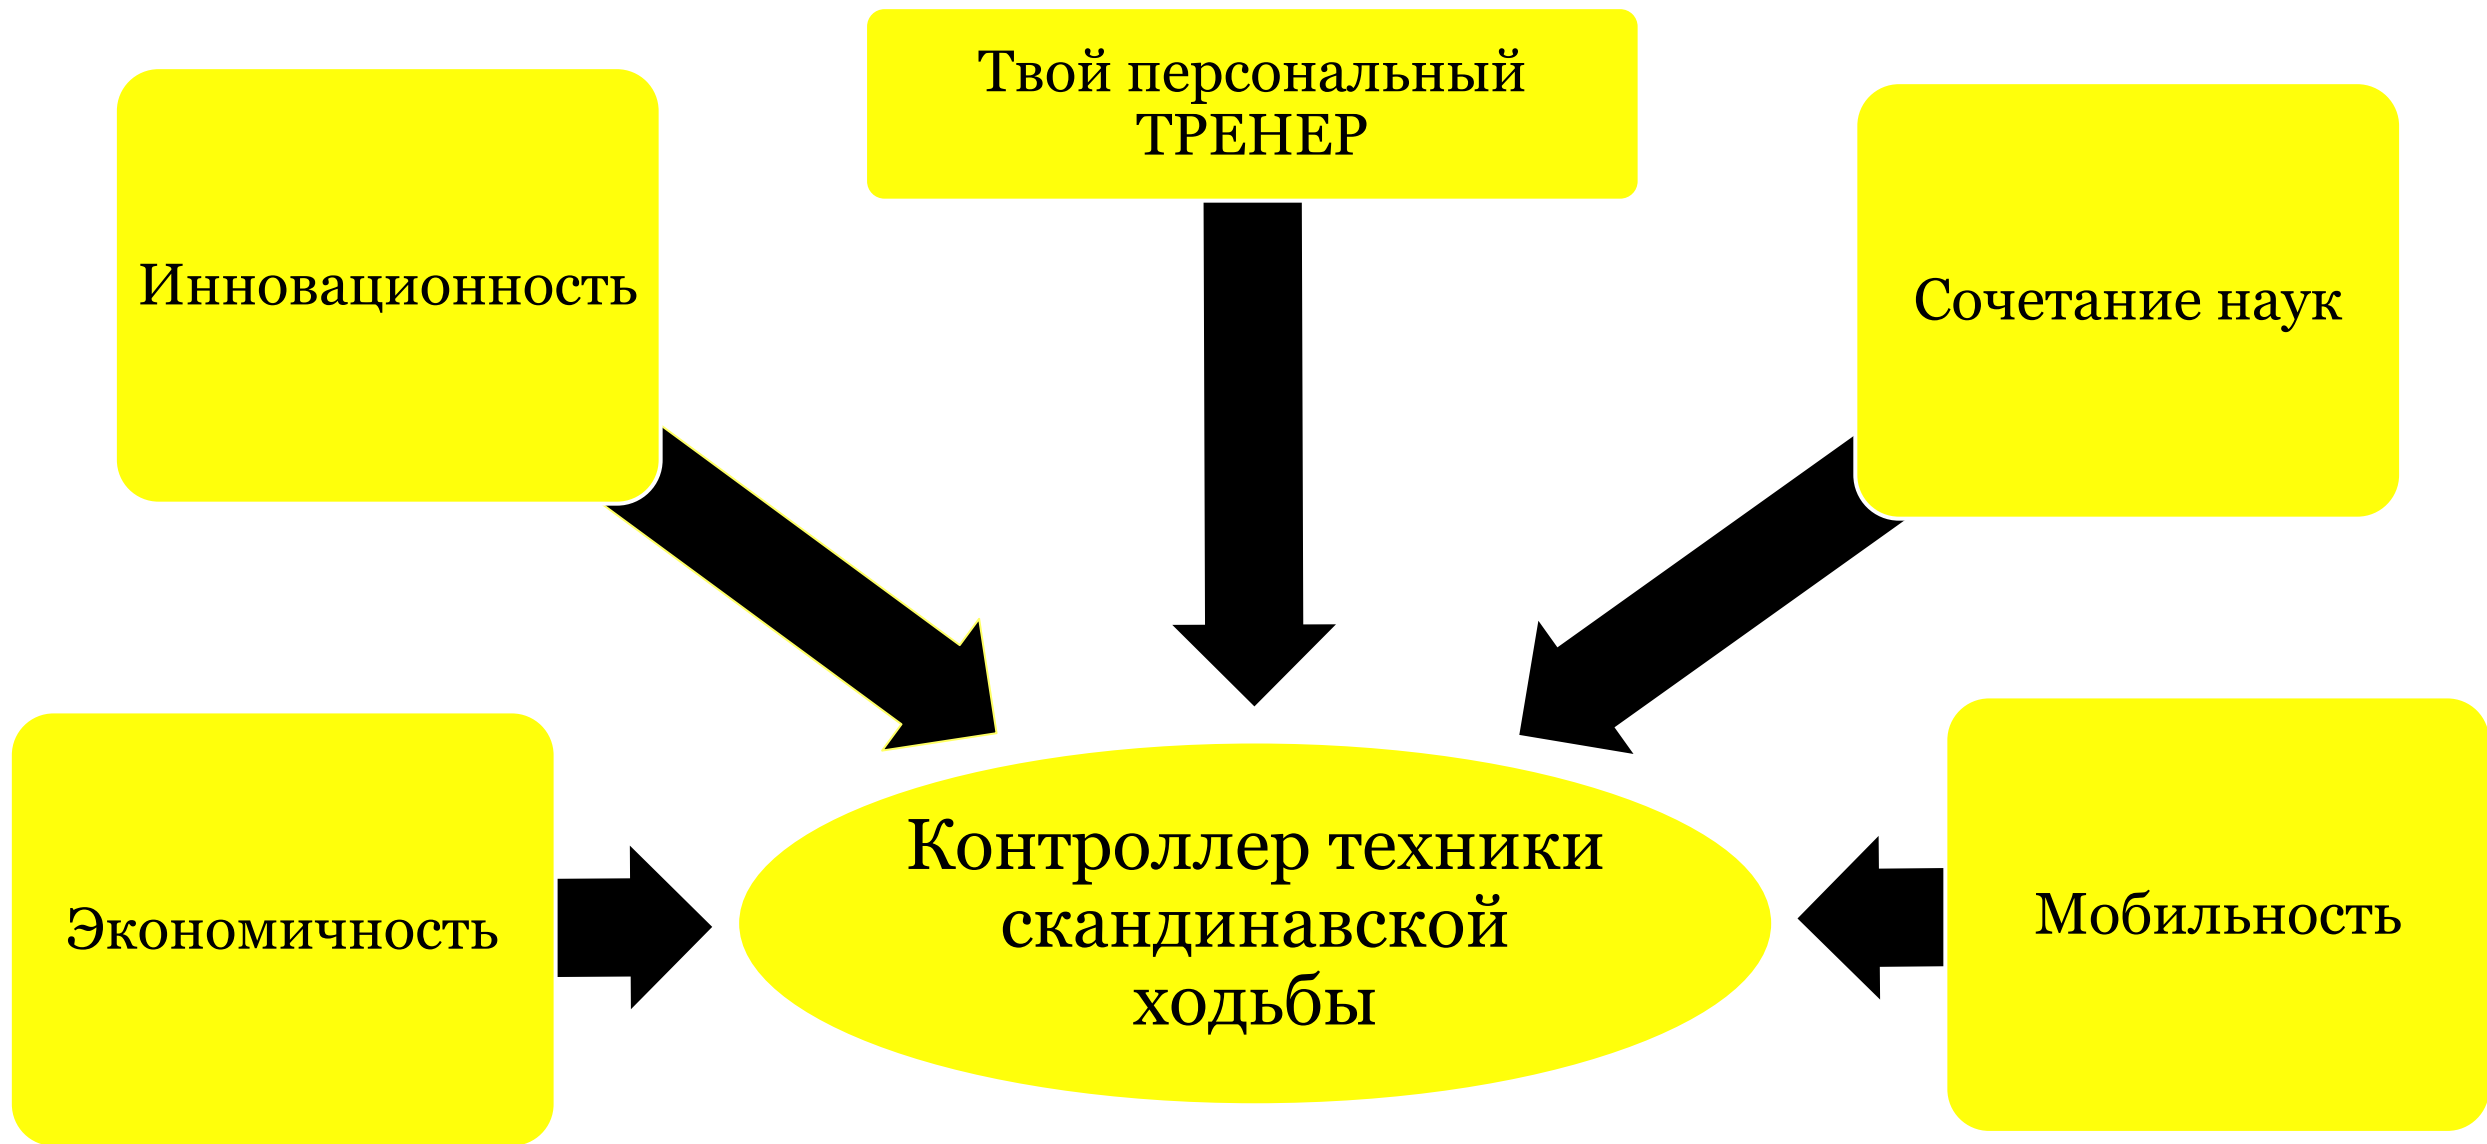 Твой персональный
ТРЕНЕР
Инновационность
Сочетание наук
Экономичность
Контроллер техники
скандинавской
ходьбы
Мобильность